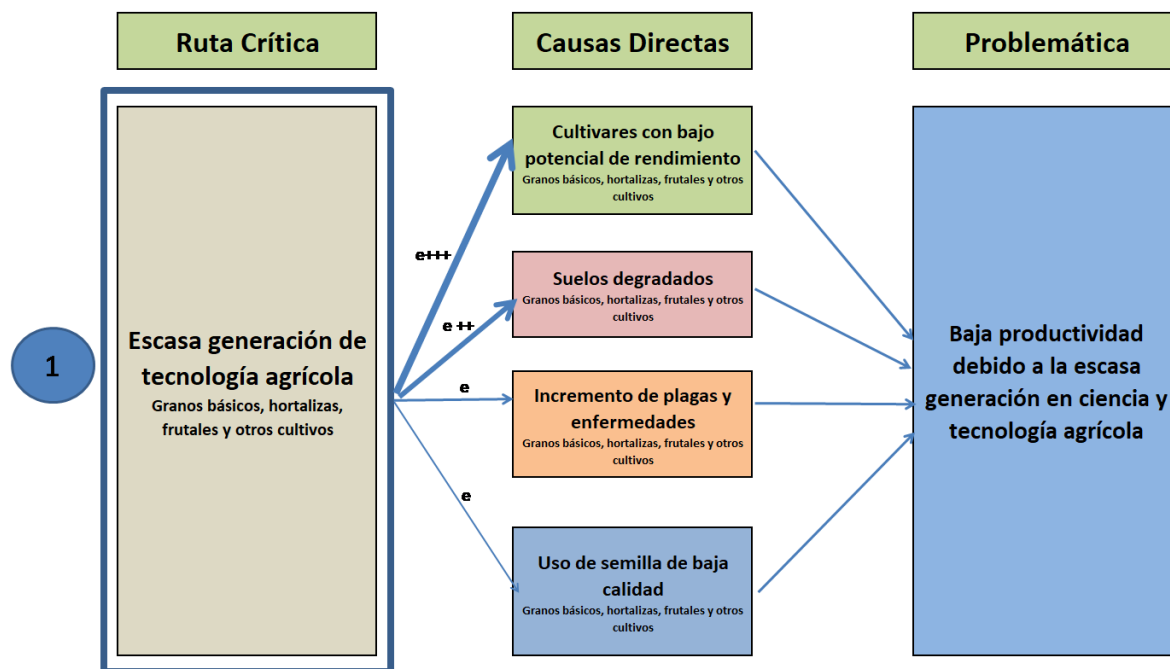 Ruta Crítica
Causas Directas
Problemática
1
Escasa generación de
tecnología agrícola
Granos básicos, hortalizas,
frutales y otros cultivos
e+++
e ++
e
e
Cultivares con bajo
potencial de rendimiento
Granos básicos, hortalizas, frutales y otros
cultivos
Suelos degradados
Granos básicos, hortalizas, frutales y otros
cultivos
Incremento de plagas y
enfermedades
Granos básicos, hortalizas, frutales y otros
cultivos
Uso de semilla de baja
calidad
Granos básicos, hortalizas, frutales y otros
cultivos
Baja productividad
debido a la escasa
generación en ciencia y
tecnología agrícola